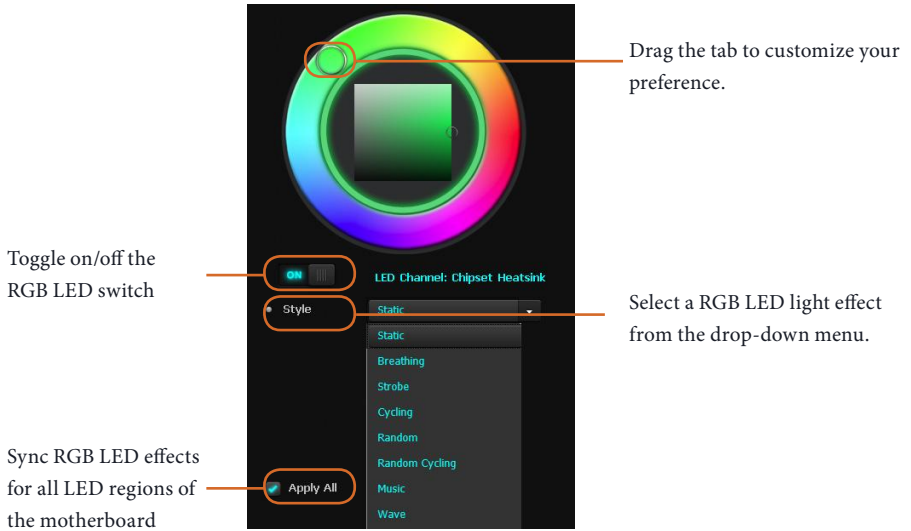 Drag the tab to customize your
preference.
Toggle on/off the
RGB LED switch
ON
LED Channel: Chipset Heatsink
Style
Static
Select a RGB LED light effect
from the drop-down menu.
Static
Breathing
Strobe
Cycling
Random
Random Cycling
Music
Wave
Sync RGB LED effects
for all LED regions of
the motherboard
Apply All